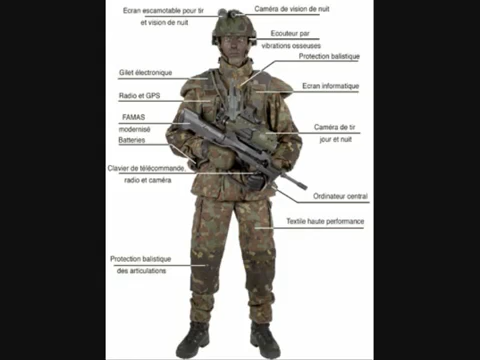 Ecran escamotable pour tir
et vision de nuit
Caméra de vision de nuit
Ecouteur par
vibrations osseuses
Protection balistique
Gilet électronique
Ecran informatique
Radio et GPS
FAMAS
modernisé
Caméra de tir
jour et nuit
Batteries
Clavier de télécommande,
radio et caméra
Ordinateur central
Textile haute performance
Protection balistique
des articulations